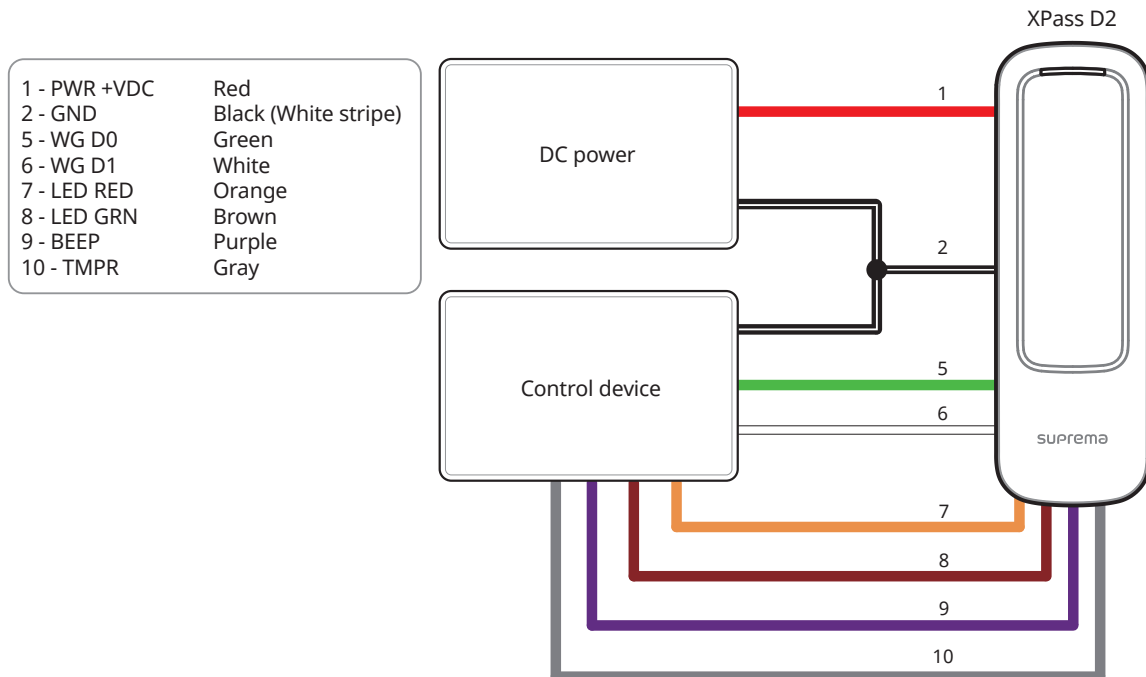 XPass D2
1 - PWR +VDC Red
2 - GND Black (White stripe)
5 - WG D0 Green
6 - WG D1 White
7 - LED RED Orange
8 - LED GRN Brown
9 - BEEP Purple
10 - TMPR Gray
DC power
1
2
Control device
5
6
suprema
7
8
9
10